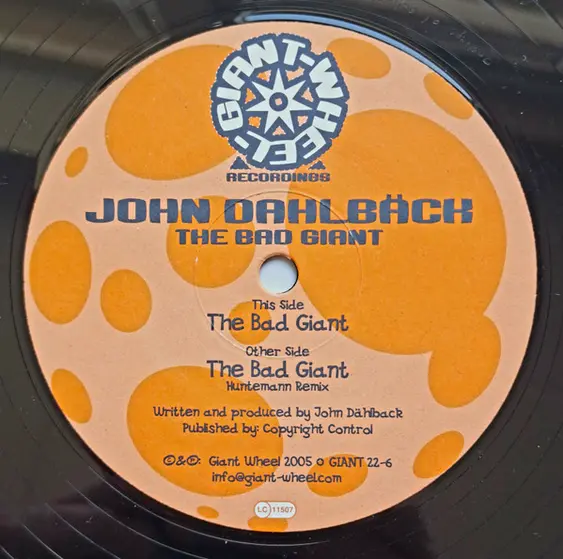 GIANT-WHEEL
RECORDINGS
JOHN DAHLBÄCK
THE BAD GIANT
This Side
The Bad Giant
Other Side
The Bad Giant
Huntemann Remix
Written and produced by John Dählback
Published by: Copyright Control
©&℗: Giant Wheel 2005 ✪ GIANT 22-6
info@giant-wheel.com
LC 11507